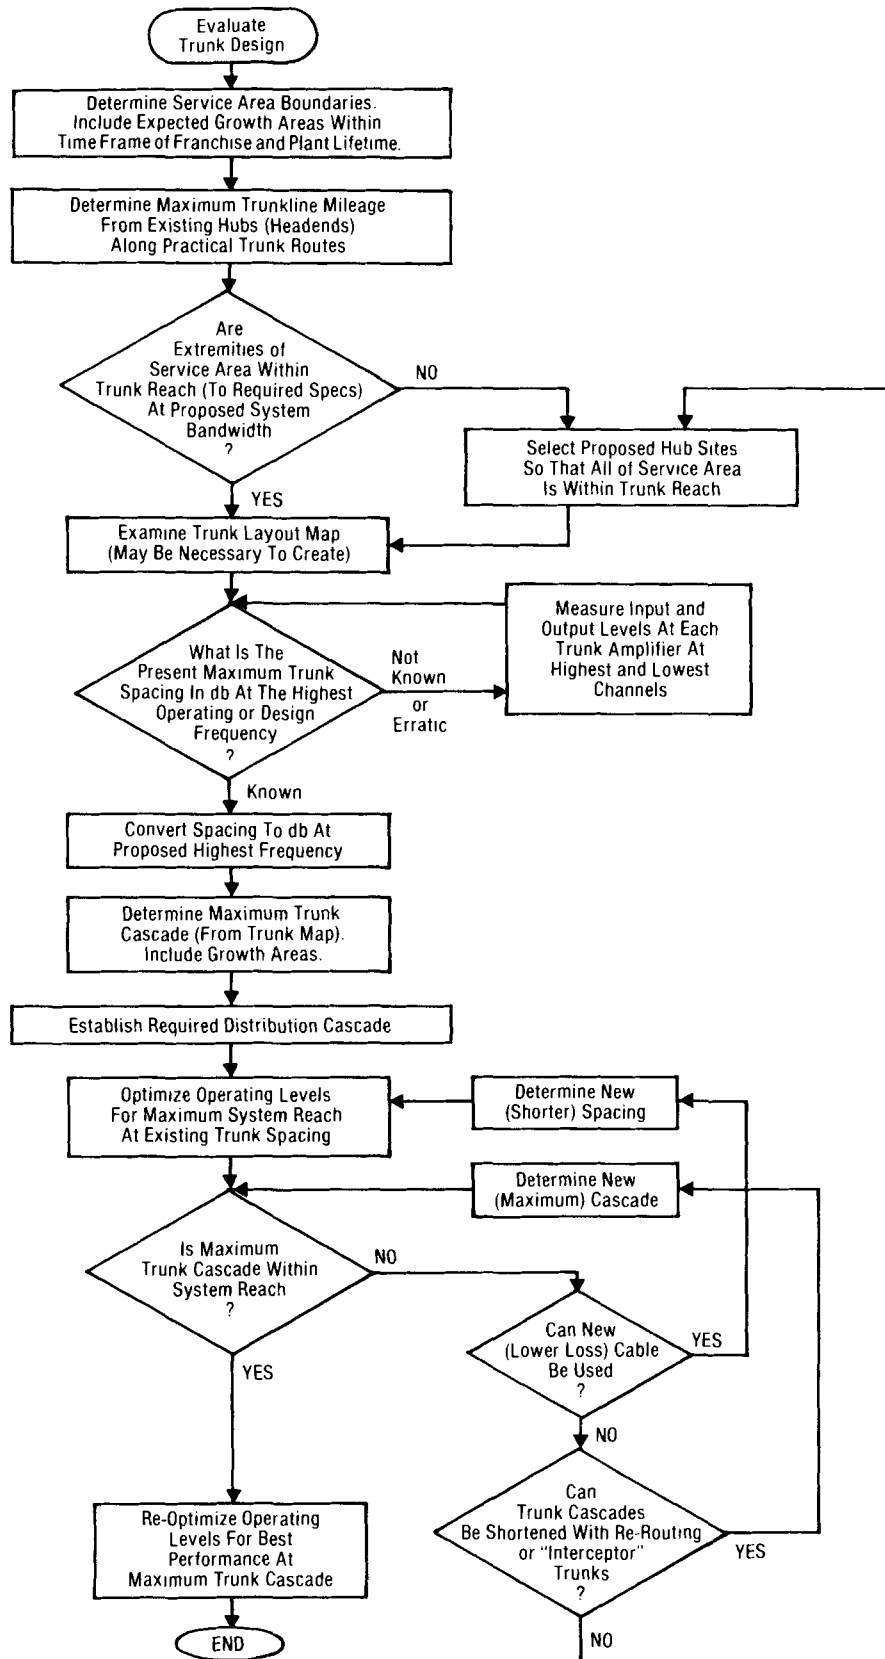 Evaluate
Trunk Design
Determine Service Area Boundaries.
Include Expected Growth Areas Within
Time Frame of Franchise and Plant Lifetime.
Determine Maximum Trunkline Mileage
From Existing Hubs (Headends)
Along Practical Trunk Routes
Are
Extremities of
Service Area Within
Trunk Reach (To Required Specs)
At Proposed System
Bandwidth
?
NO
Select Proposed Hub Sites
So That All of Service Area
Is Within Trunk Reach
YES
Examine Trunk Layout Map
(May Be Necessary To Create)
What Is The
Present Maximum Trunk
Spacing In db At The Highest
Operating or Design
Frequency
?
Not
Known
or
Erratic
Measure Input and
Output Levels At Each
Trunk Amplifier At
Highest and Lowest
Channels
Known
Convert Spacing To db At
Proposed Highest Frequency
Determine Maximum Trunk
Cascade (From Trunk Map).
Include Growth Areas.
Establish Required Distribution Cascade
Optimize Operating Levels
For Maximum System Reach
At Existing Trunk Spacing
Determine New
(Shorter) Spacing
Determine New
(Maximum) Cascade
Is Maximum
Trunk Cascade Within
System Reach
?
NO
Can New
(Lower Loss) Cable
Be Used
?
YES
YES
NO
Can
Trunk Cascades
Be Shortened With Re-Routing
or "Interceptor"
Trunks
?
YES
Re-Optimize Operating
Levels For Best
Performance At
Maximum Trunk Cascade
NO
END